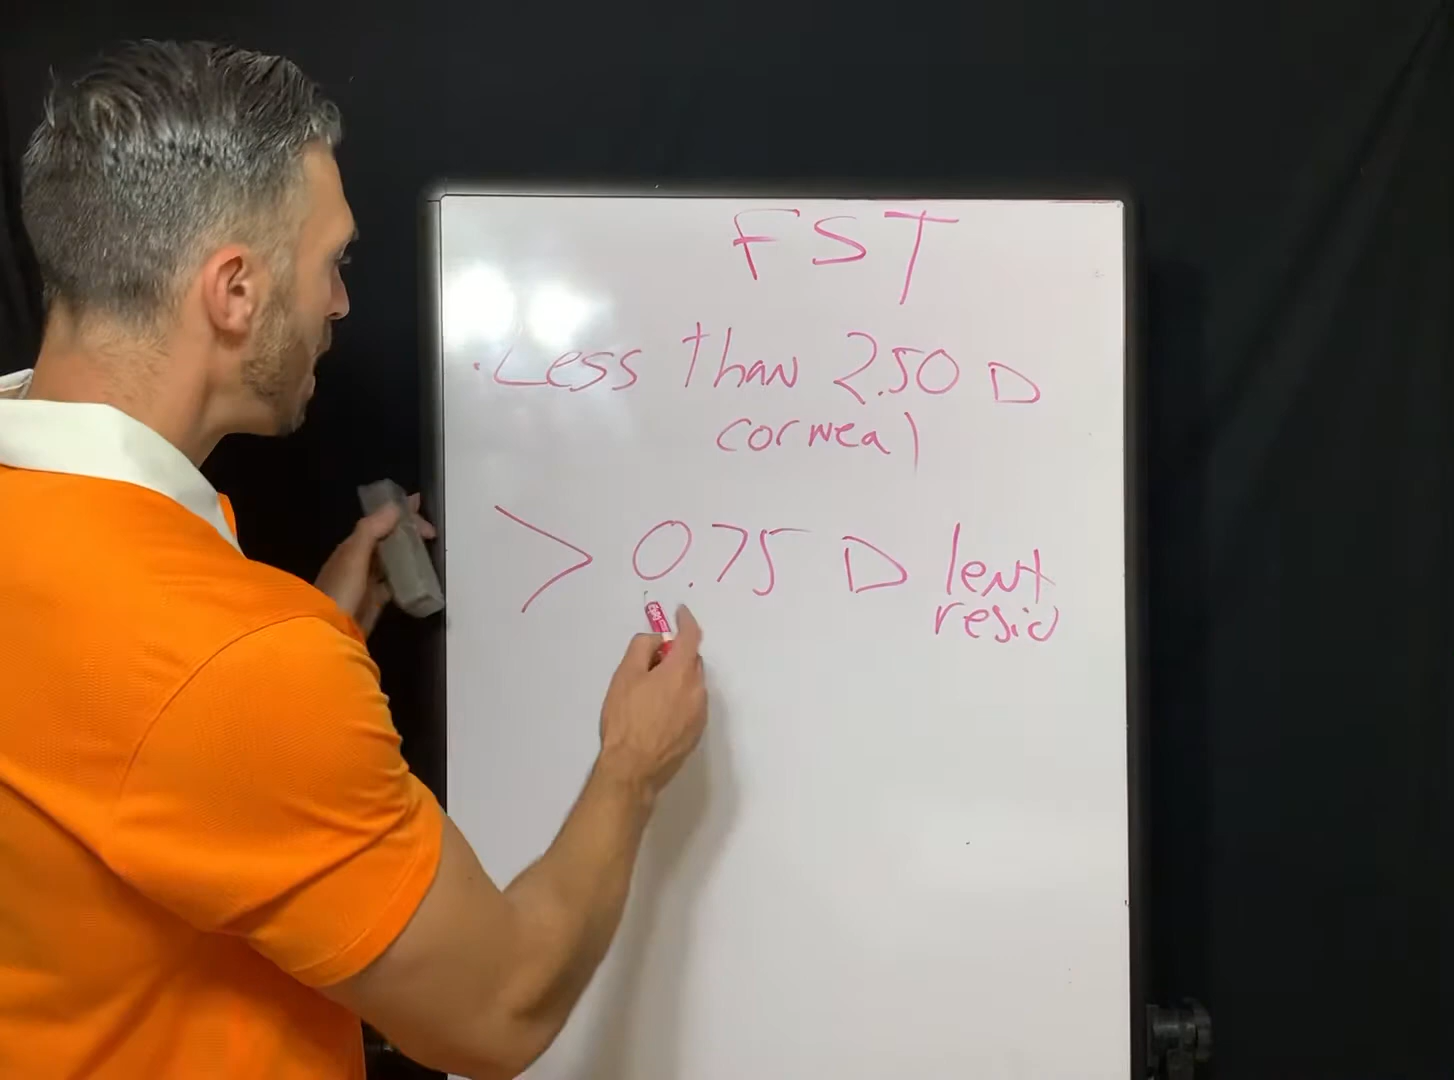 FST
. Less than 2.50 D
corneal
> 0.75 D lent
resid